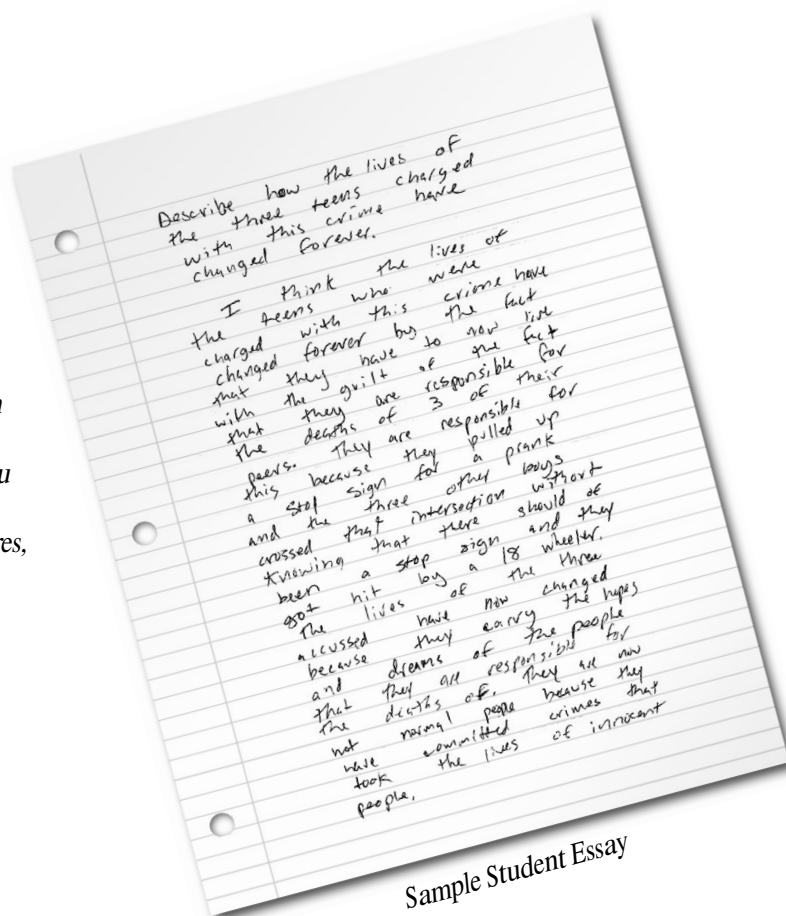 Describe how the lives of
the three teens charged
with this crime have
changed forever.
I think the lives of
the teens who were
charged with this crime have
changed forever by the fact
that they have to now live
with the guilt of the fact
that they are responsible for
the deaths of 3 of their
peers. They are responsible for
this because they pulled up
a stop sign for a prank
and the three other boys
crossed that intersection without
knowing that there should of
been a stop sign and they
got hit by a 18 wheeler.
The lives of the three
accussed have now changed
because they carry the hopes
and dreams of the people
that they are responsible for
the deaths of. They are now
not normal people because they
have committed crimes that
took the lives of innocent
people.
Sample Student Essay